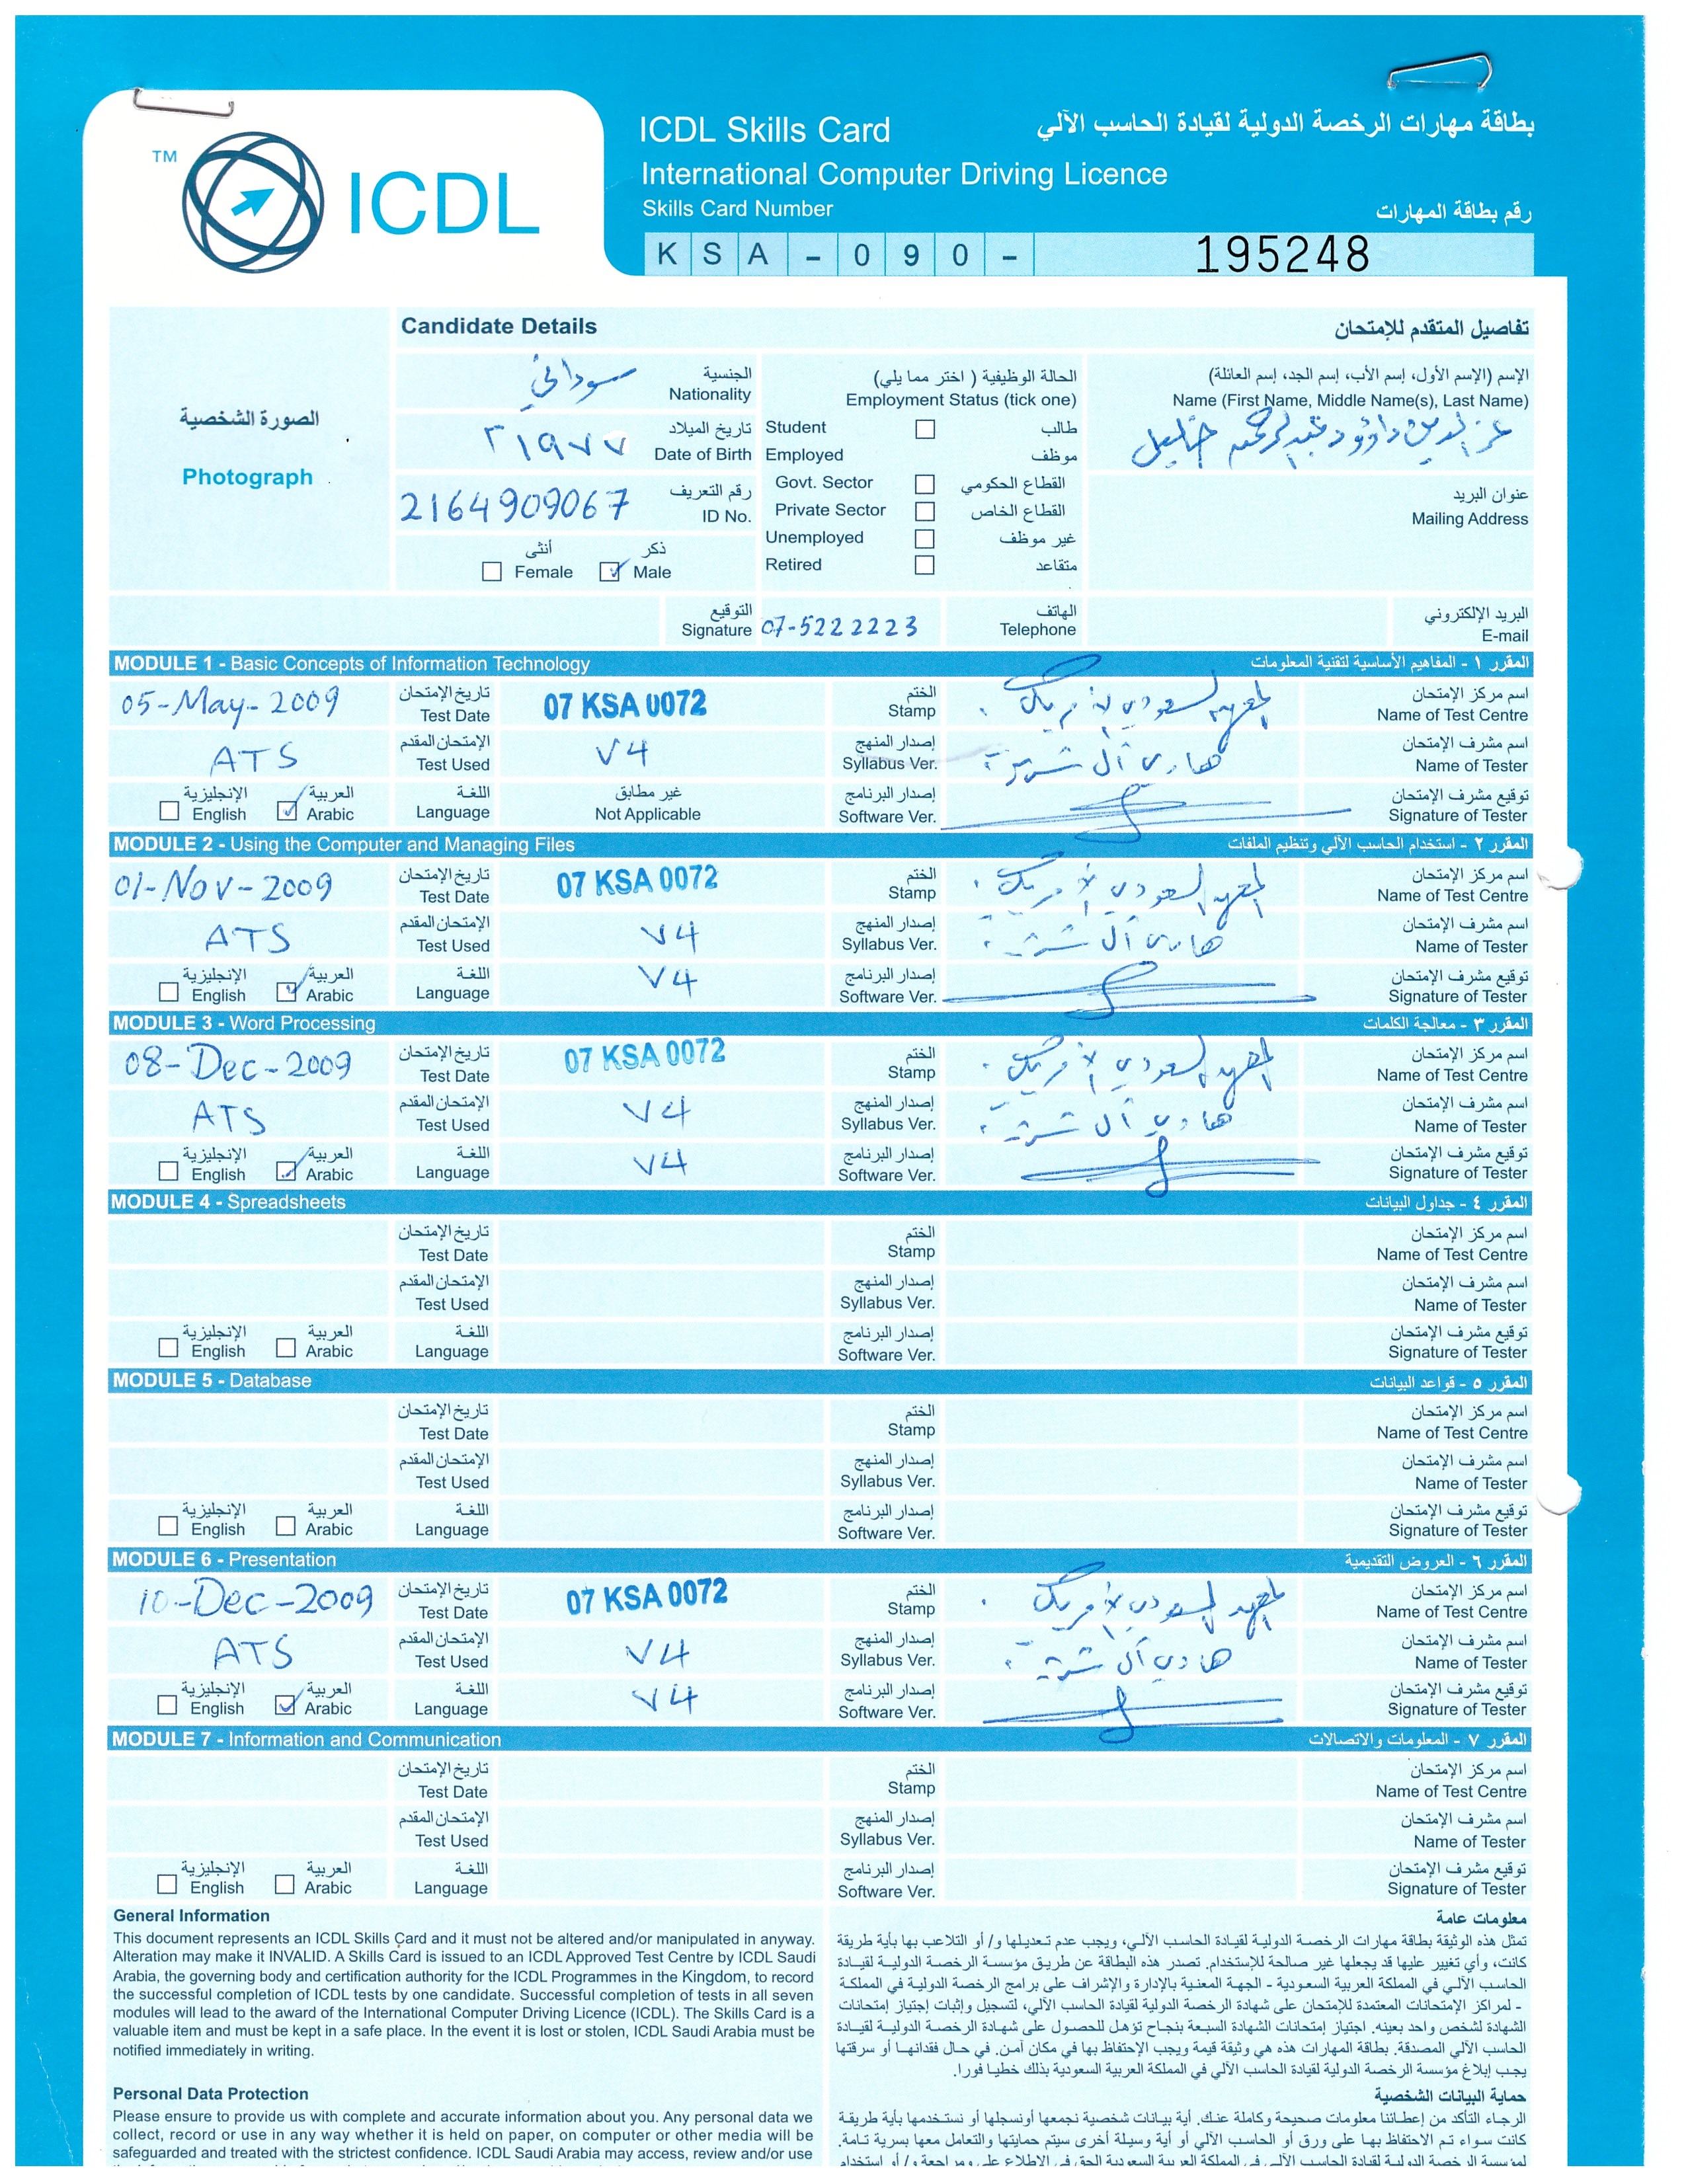 TM
ICDL
ICDL Skills Card
بطاقة مهارات الرخصة الدولية لقيادة الحاسب الآلي
International Computer Driving Licence
Skills Card Number
رقم بطاقة المهارات
K S A - 0 9 0 - 195248
Candidate Details
تفاصيل المتقدم للإمتحان
الصورة الشخصية
Photograph
سوداني
الجنسية
Nationality
٢١٩٧٧
تاريخ الميلاد
Date of Birth
2164909067
رقم التعريف
ID No.
أنثى
Female
ذكر
Male
الحالة الوظيفية ( اختر مما يلي)
Employment Status (tick one)
Student طالب
Employed موظف
Govt. Sector القطاع الحكومي
Private Sector القطاع الخاص
Unemployed غير موظف
Retired متقاعد
الإسم (الإسم الأول، إسم الأب، إسم الجد، إسم العائلة)
Name (First Name, Middle Name(s), Last Name)
عز الدين داؤود عبدالرحمن
عنوان البريد
Mailing Address
التوقيع
Signature
07-5222223
الهاتف
Telephone
البريد الإلكتروني
E-mail
MODULE 1 - Basic Concepts of Information Technology
المقرر ١ - المفاهيم الأساسية لتقنية المعلومات
05-May-2009
تاريخ الإمتحان
Test Date
07 KSA 0072
الختم
Stamp
المعهد السعودي الأمريكي
اسم مركز الإمتحان
Name of Test Centre
ATS
الإمتحان المقدم
Test Used
V4
إصدار المنهج
Syllabus Ver.
هادي آل
اسم مشرف الإمتحان
Name of Tester
الإنجليزية
English
العربية
Arabic
اللغة
Language
غير مطابق
Not Applicable
إصدار البرنامج
Software Ver.
توقيع مشرف الإمتحان
Signature of Tester
MODULE 2 - Using the Computer and Managing Files
المقرر ٢ - استخدام الحاسب الآلي وتنظيم الملفات
01-Nov-2009
تاريخ الإمتحان
Test Date
07 KSA 0072
الختم
Stamp
المعهد السعودي الأمريكي
اسم مركز الإمتحان
Name of Test Centre
ATS
الإمتحان المقدم
Test Used
V4
إصدار المنهج
Syllabus Ver.
هادي آل
اسم مشرف الإمتحان
Name of Tester
الإنجليزية
English
العربية
Arabic
اللغة
Language
V4
إصدار البرنامج
Software Ver.
توقيع مشرف الإمتحان
Signature of Tester
MODULE 3 - Word Processing
المقرر ٣ - معالجة الكلمات
08-Dec-2009
تاريخ الإمتحان
Test Date
07 KSA 0072
الختم
Stamp
المعهد السعودي الأمريكي
اسم مركز الإمتحان
Name of Test Centre
ATS
الإمتحان المقدم
Test Used
V4
إصدار المنهج
Syllabus Ver.
هادي آل
اسم مشرف الإمتحان
Name of Tester
الإنجليزية
English
العربية
Arabic
اللغة
Language
V4
إصدار البرنامج
Software Ver.
توقيع مشرف الإمتحان
Signature of Tester
MODULE 4 - Spreadsheets
المقرر ٤ - جداول البيانات
تاريخ الإمتحان
Test Date
الختم
Stamp
اسم مركز الإمتحان
Name of Test Centre
الإمتحان المقدم
Test Used
إصدار المنهج
Syllabus Ver.
اسم مشرف الإمتحان
Name of Tester
الإنجليزية
English
العربية
Arabic
اللغة
Language
إصدار البرنامج
Software Ver.
توقيع مشرف الإمتحان
Signature of Tester
MODULE 5 - Database
المقرر ٥ - قواعد البيانات
تاريخ الإمتحان
Test Date
الختم
Stamp
اسم مركز الإمتحان
Name of Test Centre
الإمتحان المقدم
Test Used
إصدار المنهج
Syllabus Ver.
اسم مشرف الإمتحان
Name of Tester
الإنجليزية
English
العربية
Arabic
اللغة
Language
إصدار البرنامج
Software Ver.
توقيع مشرف الإمتحان
Signature of Tester
MODULE 6 - Presentation
المقرر ٦ - العروض التقديمية
10-Dec-2009
تاريخ الإمتحان
Test Date
07 KSA 0072
الختم
Stamp
المعهد السعودي الأمريكي
اسم مركز الإمتحان
Name of Test Centre
ATS
الإمتحان المقدم
Test Used
V4
إصدار المنهج
Syllabus Ver.
هادي آل
اسم مشرف الإمتحان
Name of Tester
الإنجليزية
English
العربية
Arabic
اللغة
Language
V4
إصدار البرنامج
Software Ver.
توقيع مشرف الإمتحان
Signature of Tester
MODULE 7 - Information and Communication
المقرر ٧ - المعلومات والاتصالات
تاريخ الإمتحان
Test Date
الختم
Stamp
اسم مركز الإمتحان
Name of Test Centre
الإمتحان المقدم
Test Used
إصدار المنهج
Syllabus Ver.
اسم مشرف الإمتحان
Name of Tester
الإنجليزية
English
العربية
Arabic
اللغة
Language
إصدار البرنامج
Software Ver.
توقيع مشرف الإمتحان
Signature of Tester
General Information
This document represents an ICDL Skills Card and it must not be altered and/or manipulated in anyway.
Alteration may make it INVALID. A Skills Card is issued to an ICDL Approved Test Centre by ICDL Saudi
Arabia, the governing body and certification authority for the ICDL Programmes in the Kingdom, to record
the successful completion of ICDL tests by one candidate. Successful completion of tests in all seven
modules will lead to the award of the International Computer Driving Licence (ICDL). The Skills Card is a
valuable item and must be kept in a safe place. In the event it is lost or stolen, ICDL Saudi Arabia must be
notified immediately in writing.
معلومات عامة
تمثل هذه الوثيقة بطاقة مهارات الرخصة الدولية لقيادة الحاسب الآلي، ويجب عدم تعديلها و/ أو التلاعب بها بأية طريقة
كانت، وأي تغيير عليها قد يجعلها غير صالحة للإستخدام. تصدر هذه البطاقة عن طريق مؤسسة الرخصة الدولية لقيادة
الحاسب الآلي في المملكة العربية السعودية - الجهة المعنية بالإدارة والإشراف على برامج الرخصة الدولية في المملكة
- لمراكز الإمتحانات المعتمدة للإمتحان على شهادة الرخصة الدولية لقيادة الحاسب الآلي، لتسجيل وإثبات إجتياز إمتحانات
الشهادة لشخص واحد بعينه. اجتياز إمتحانات الشهادة السبعة بنجاح تؤهل للحصول على شهادة الرخصة الدولية لقيادة
الحاسب الآلي المصدقة. بطاقة المهارات هذه هي وثيقة قيمة ويجب الإحتفاظ بها في مكان آمن. في حال فقدانها أو سرقتها
يجب إبلاغ مؤسسة الرخصة الدولية لقيادة الحاسب الآلي في المملكة العربية السعودية بذلك خطيا فورا.
Personal Data Protection
Please ensure to provide us with complete and accurate information about you. Any personal data we
collect, record or use in any way whether it is held on paper, on computer or other media will be
safeguarded and treated with the strictest confidence. ICDL Saudi Arabia may access, review and/or use
حماية البيانات الشخصية
الرجاء التأكد من إعطائنا معلومات صحيحة وكاملة عنك. أية بيانات شخصية نجمعها أونسجلها أو نستخدمها بأية طريقة
كانت سواء تم الاحتفاظ بها على ورق أو الحاسب الآلي أو أية وسيلة أخرى سيتم حمايتها والتعامل معها بسرية تامة.
لمؤسسة الرخصة الدولية لقيادة الحاسب الآلي في المملكة العربية السعودية الحق في الإطلاع على ومراجعة و/ أو استخدام